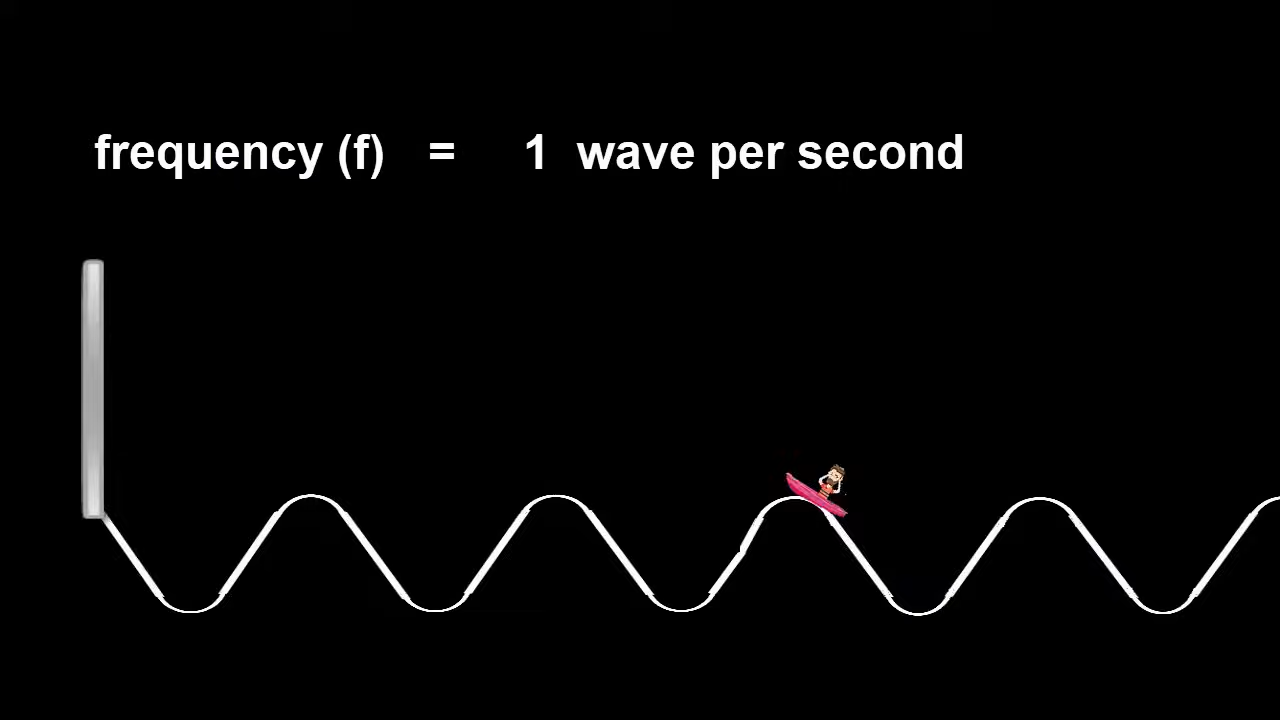 frequency (f) = 1 wave per second